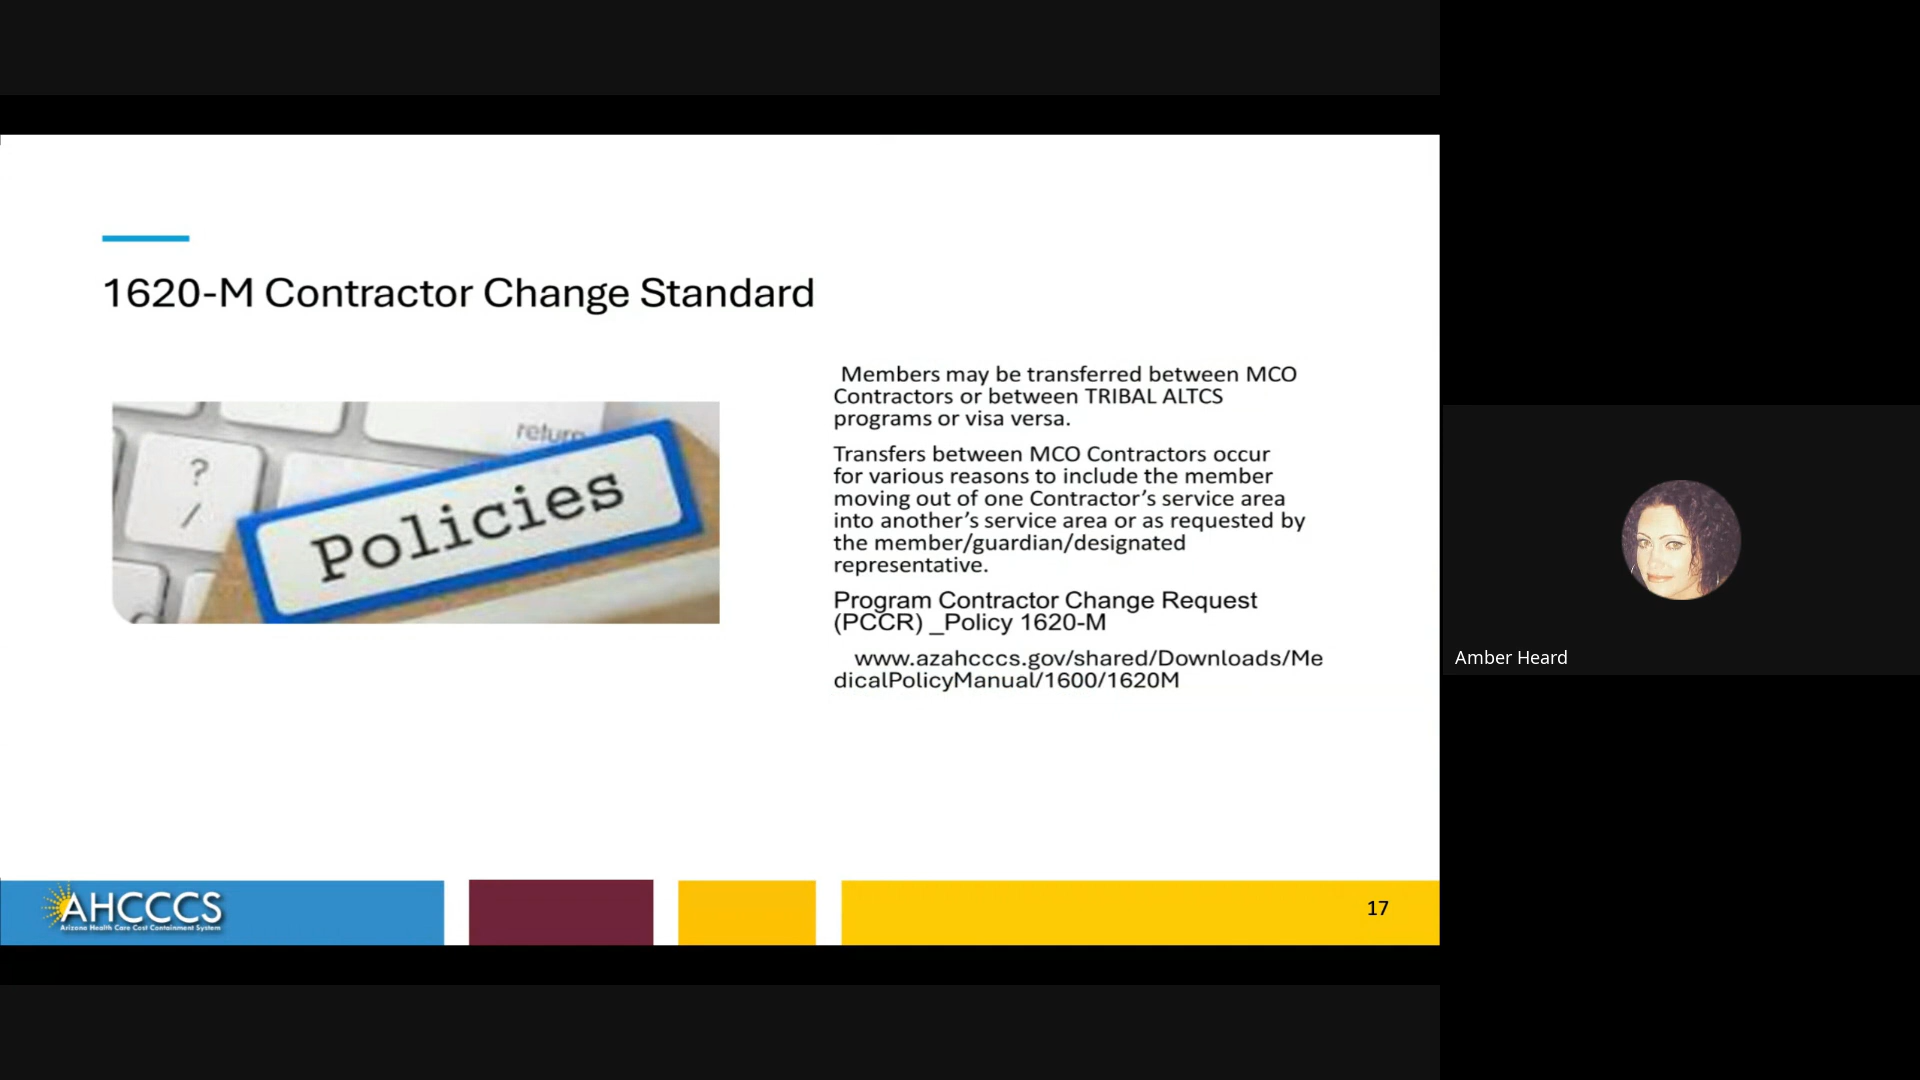 1620-M Contractor Change Standard
return
?
/
Policies
Members may be transferred between MCO
Contractors or between TRIBAL ALTCS
programs or visa versa.
Transfers between MCO Contractors occur
for various reasons to include the member
moving out of one Contractor’s service area
into another’s service area or as requested by
the member/guardian/designated
representative.
Program Contractor Change Request
(PCCR) _Policy 1620-M
www.azahcccs.gov/shared/Downloads/Me
dicalPolicyManual/1600/1620M
AHCCCS
Arizona Health Care Cost Containment System
17
Amber Heard